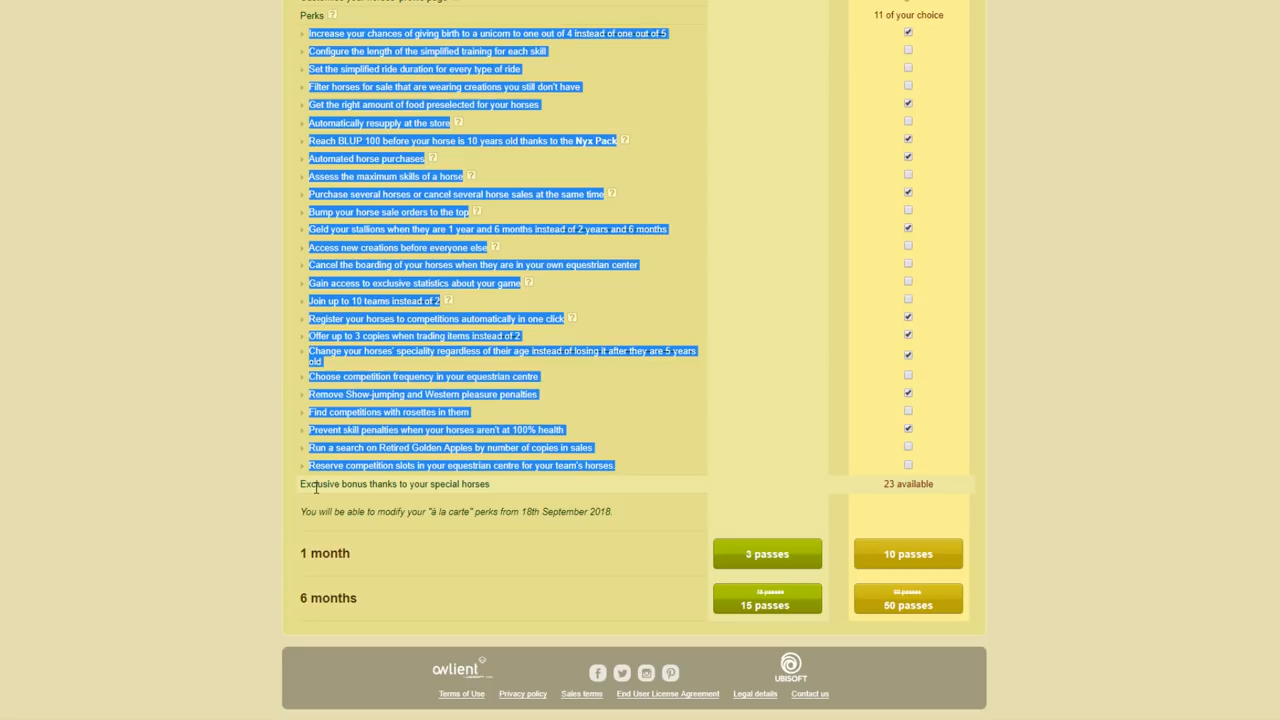 Perks ?
11 of your choice
Increase your chances of giving birth to a unicorn to one out of 4 instead of one out of 5
Configure the length of the simplified training for each skill
Set the simplified ride duration for every type of ride
Filter horses for sale that are wearing creations you still don't have
Get the right amount of food preselected for your horses
Automatically resupply at the store ?
Reach BLUP 100 before your horse is 10 years old thanks to the Nyx Pack ?
Automated horse purchases ?
Assess the maximum skills of a horse ?
Purchase several horses or cancel several horse sales at the same time ?
Bump your horse sale orders to the top ?
Geld your stallions when they are 1 year and 6 months instead of 2 years and 6 months
Access new creations before everyone else ?
Cancel the boarding of your horses when they are in your own equestrian center
Gain access to exclusive statistics about your game ?
Join up to 10 teams instead of 2 ?
Register your horses to competitions automatically in one click ?
Offer up to 3 copies when trading items instead of 2
Change your horses' speciality regardless of their age instead of losing it after they are 5 years
old
Choose competition frequency in your equestrian centre
Remove Show-jumping and Western pleasure penalties
Find competitions with rosettes in them
Prevent skill penalties when your horses aren't at 100% health
Run a search on Retired Golden Apples by number of copies in sales
Reserve competition slots in your equestrian centre for your team's horses.
Exclusive bonus thanks to your special horses
23 available
You will be able to modify your "à la carte" perks from 18th September 2018.
1 month
3 passes
10 passes
6 months
15 passes
50 passes
owlient
UBISOFT
Terms of Use
Privacy policy
Sales terms
End User License Agreement
Legal details
Contact us